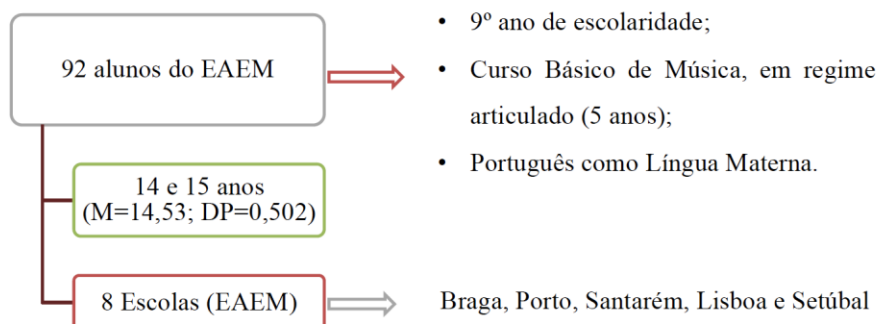 92 alunos do EAEM
• 9º ano de escolaridade;
• Curso Básico de Música, em regime
articulado (5 anos);
• Português como Língua Materna.
14 e 15 anos
(M=14,53; DP=0,502)
8 Escolas (EAEM)
Braga, Porto, Santarém, Lisboa e Setúbal